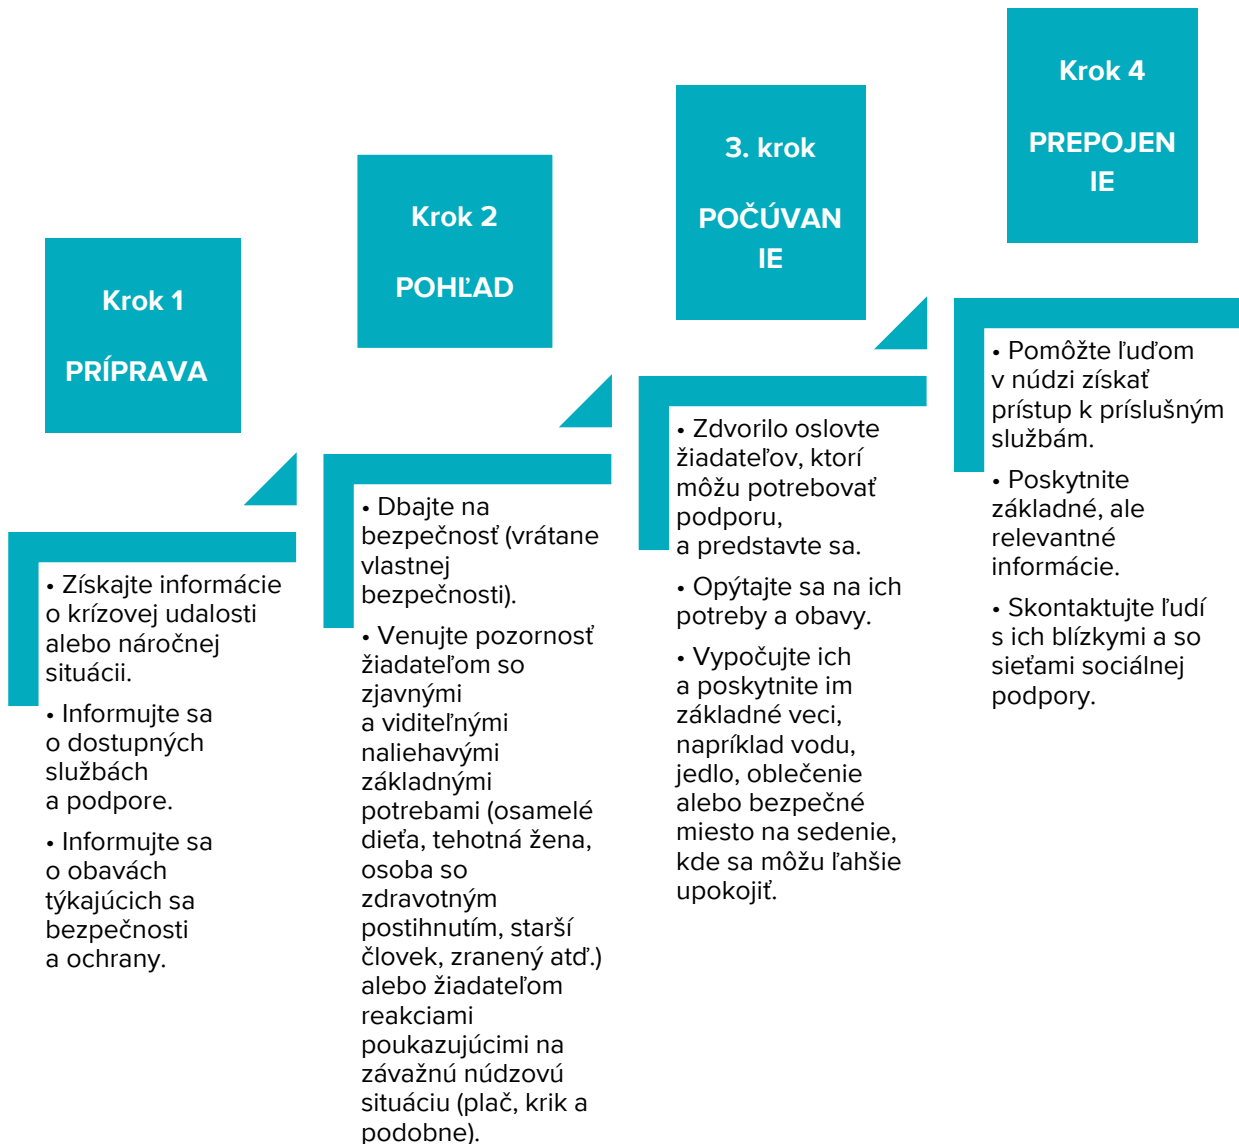 Krok 1
PRÍPRAVA
• Získajte informácie
o krízovej udalosti
alebo náročnej
situácii.
• Informujte sa
o dostupných
službách
a podpore.
• Informujte sa
o obavách
týkajúcich sa
bezpečnosti
a ochrany.
Krok 2
POHĽAD
• Dbajte na
bezpečnosť (vrátane
vlastnej
bezpečnosti).
• Venujte pozornosť
žiadateľom so
zjavnými
a viditeľnými
naliehavými
základnými
potrebami (osamelé
dieťa, tehotná žena,
osoba so
zdravotným
postihnutím, starší
človek, zranený atď.)
alebo žiadateľom
reakciami
poukazujúcimi na
závažnú núdzovú
situáciu (plač, krik a
podobne).
3. krok
POČÚVAN
IE
• Zdvorilo oslovte
žiadateľov, ktorí
môžu potrebovať
podporu,
a predstavte sa.
• Opýtajte sa na ich
potreby a obavy.
• Vypočujte ich
a poskytnite im
základné veci,
napríklad vodu,
jedlo, oblečenie
alebo bezpečné
miesto na sedenie,
kde sa môžu ľahšie
upokojiť.
Krok 4
PREPOJEN
IE
• Pomôžte ľuďom
v núdzi získať
prístup k príslušným
službám.
• Poskytnite
základné, ale
relevantné
informácie.
• Skontaktujte ľudí
s ich blízkymi a so
sieťami sociálnej
podpory.